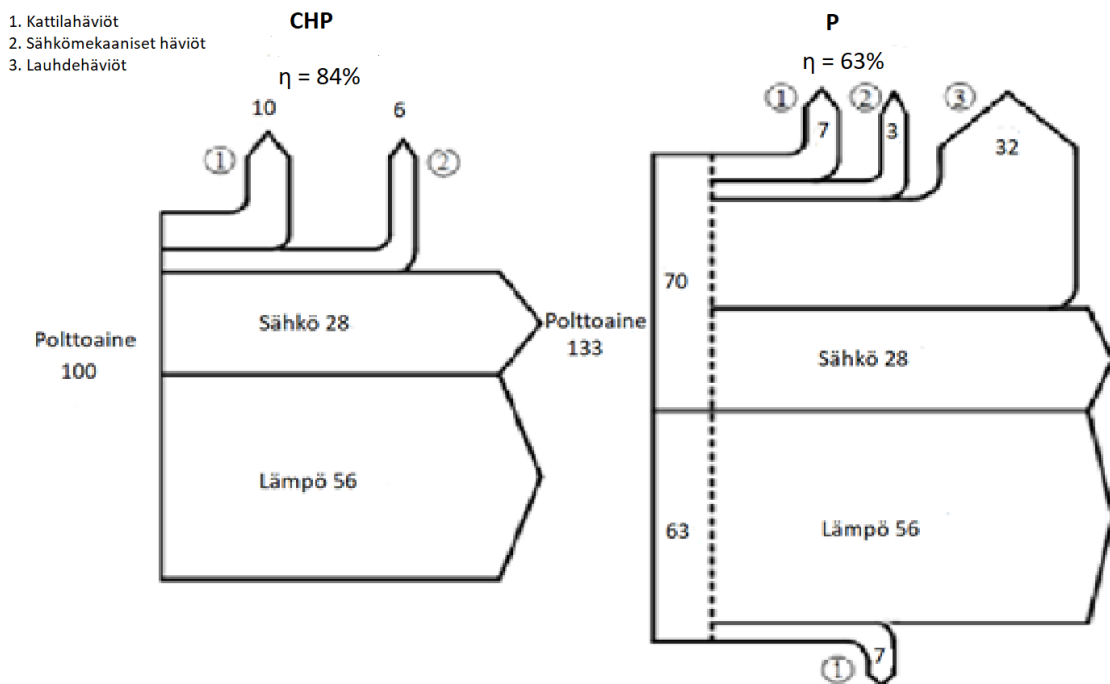 1. Kattilahäviöt
2. Sähkömekaaniset häviöt
3. Lauhdehäviöt
CHP
η = 84%
10
6
①
②
Polttoaine
100
Sähkö 28
Lämpö 56
P
η = 63%
①
②
③
7
3
32
70
Polttoaine
133
Sähkö 28
63
Lämpö 56
①
7